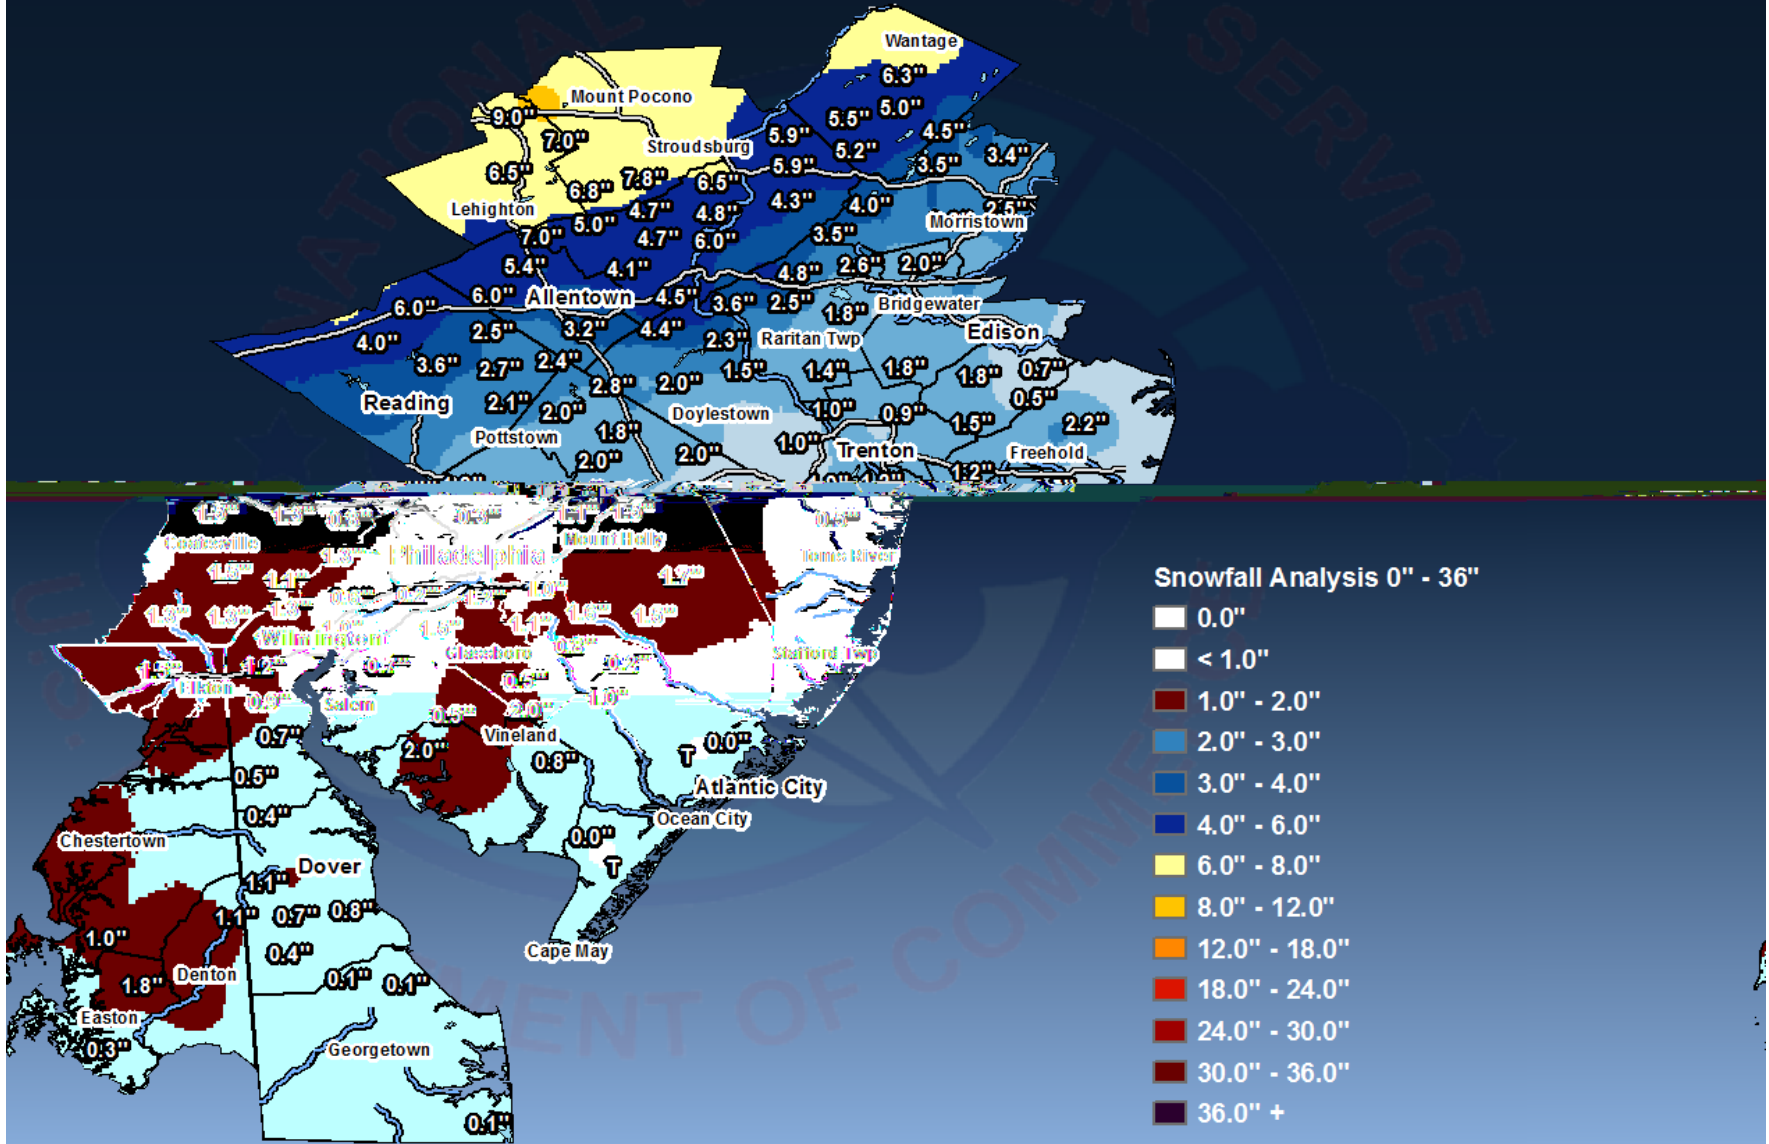 Wantage
6.3"
Mount Pocono
5.0"
9.0"
5.5"
7.0"
5.9"
4.5"
Stroudsburg
5.2"
3.4"
5.9"
3.5"
6.5"
7.8"
6.5"
6.8"
4.3"
4.0"
Lehighton
4.7"
4.8"
2.5"
5.0"
Morristown
7.0"
4.7"
6.0"
3.5"
5.4"
4.1"
4.8"
2.6"
2.0"
6.0"
Allentown
4.5"
3.6"
2.5"
Bridgewater
6.0"
1.8"
2.5"
3.2"
4.4"
Edison
4.0"
2.3"
Raritan Twp
3.6"
2.7"
2.4"
1.5"
1.4"
1.8"
1.8"
0.7"
2.8"
2.0"
0.5"
Reading
2.1"
2.0"
Doylestown
1.0"
0.9"
1.5"
2.2"
Pottstown
1.8"
1.0"
2.0"
2.0"
Trenton
Freehold
1.2"
Coatesville
Philadelphia
Mount Holly
Toms River
1.7"
1.0"
Wilmington
Glassboro
Stafford Twp
Elkton
Salem
0.5"
2.0"
1.0"
0.7"
Vineland
2.0"
0.8"
T
0.0"
0.5"
Atlantic City
0.4"
Ocean City
Chestertown
0.0"
Dover
T
1.1"
1.1"
0.7"
0.8"
1.0"
0.4"
Cape May
Denton
1.8"
0.1"
0.1"
Easton
0.3"
Georgetown
0.1"
Snowfall Analysis 0" - 36"
0.0"
< 1.0"
1.0" - 2.0"
2.0" - 3.0"
3.0" - 4.0"
4.0" - 6.0"
6.0" - 8.0"
8.0" - 12.0"
12.0" - 18.0"
18.0" - 24.0"
24.0" - 30.0"
30.0" - 36.0"
36.0" +